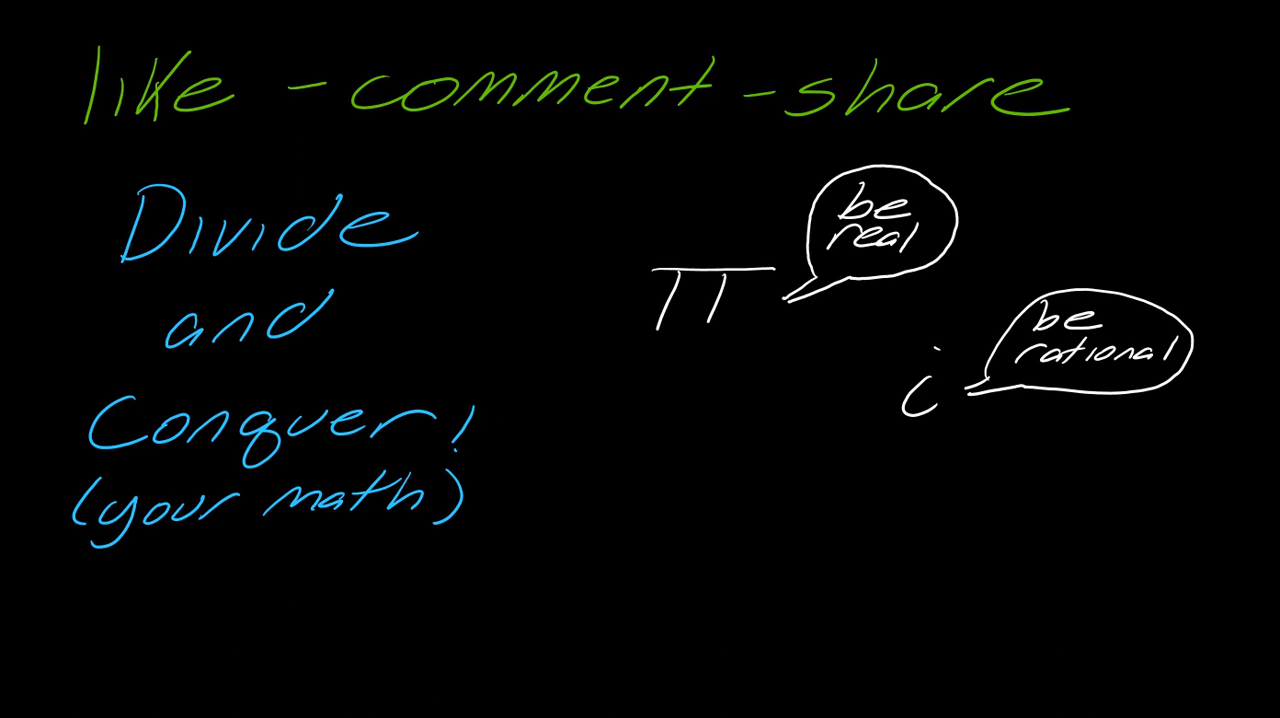 like - comment - share
Divide
and
Conquer!
(your math)
π
be
real
i
be
rational